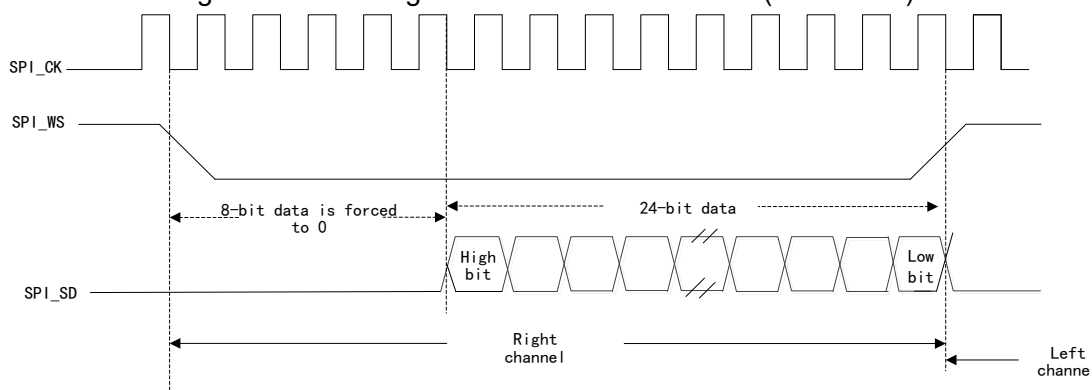 SPI_CK
SPI_WS
8-bit data is forced
to 0
24-bit data
High
bit
Low
bit
SPI_SD
Right
channel
Left